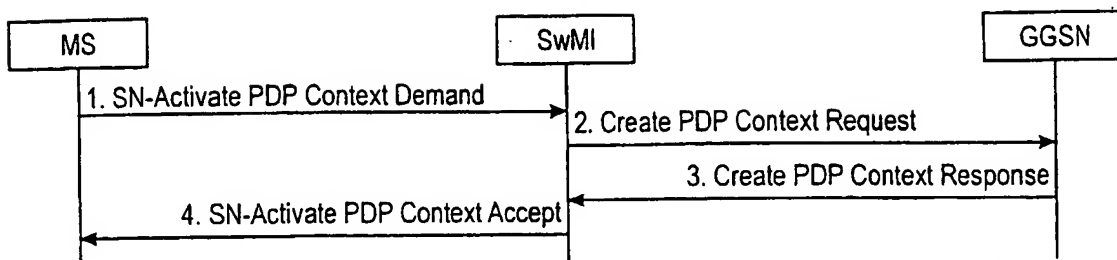 MS
SwMI
GGSN
1. SN-Activate PDP Context Demand
2. Create PDP Context Request
3. Create PDP Context Response
4. SN-Activate PDP Context Accept